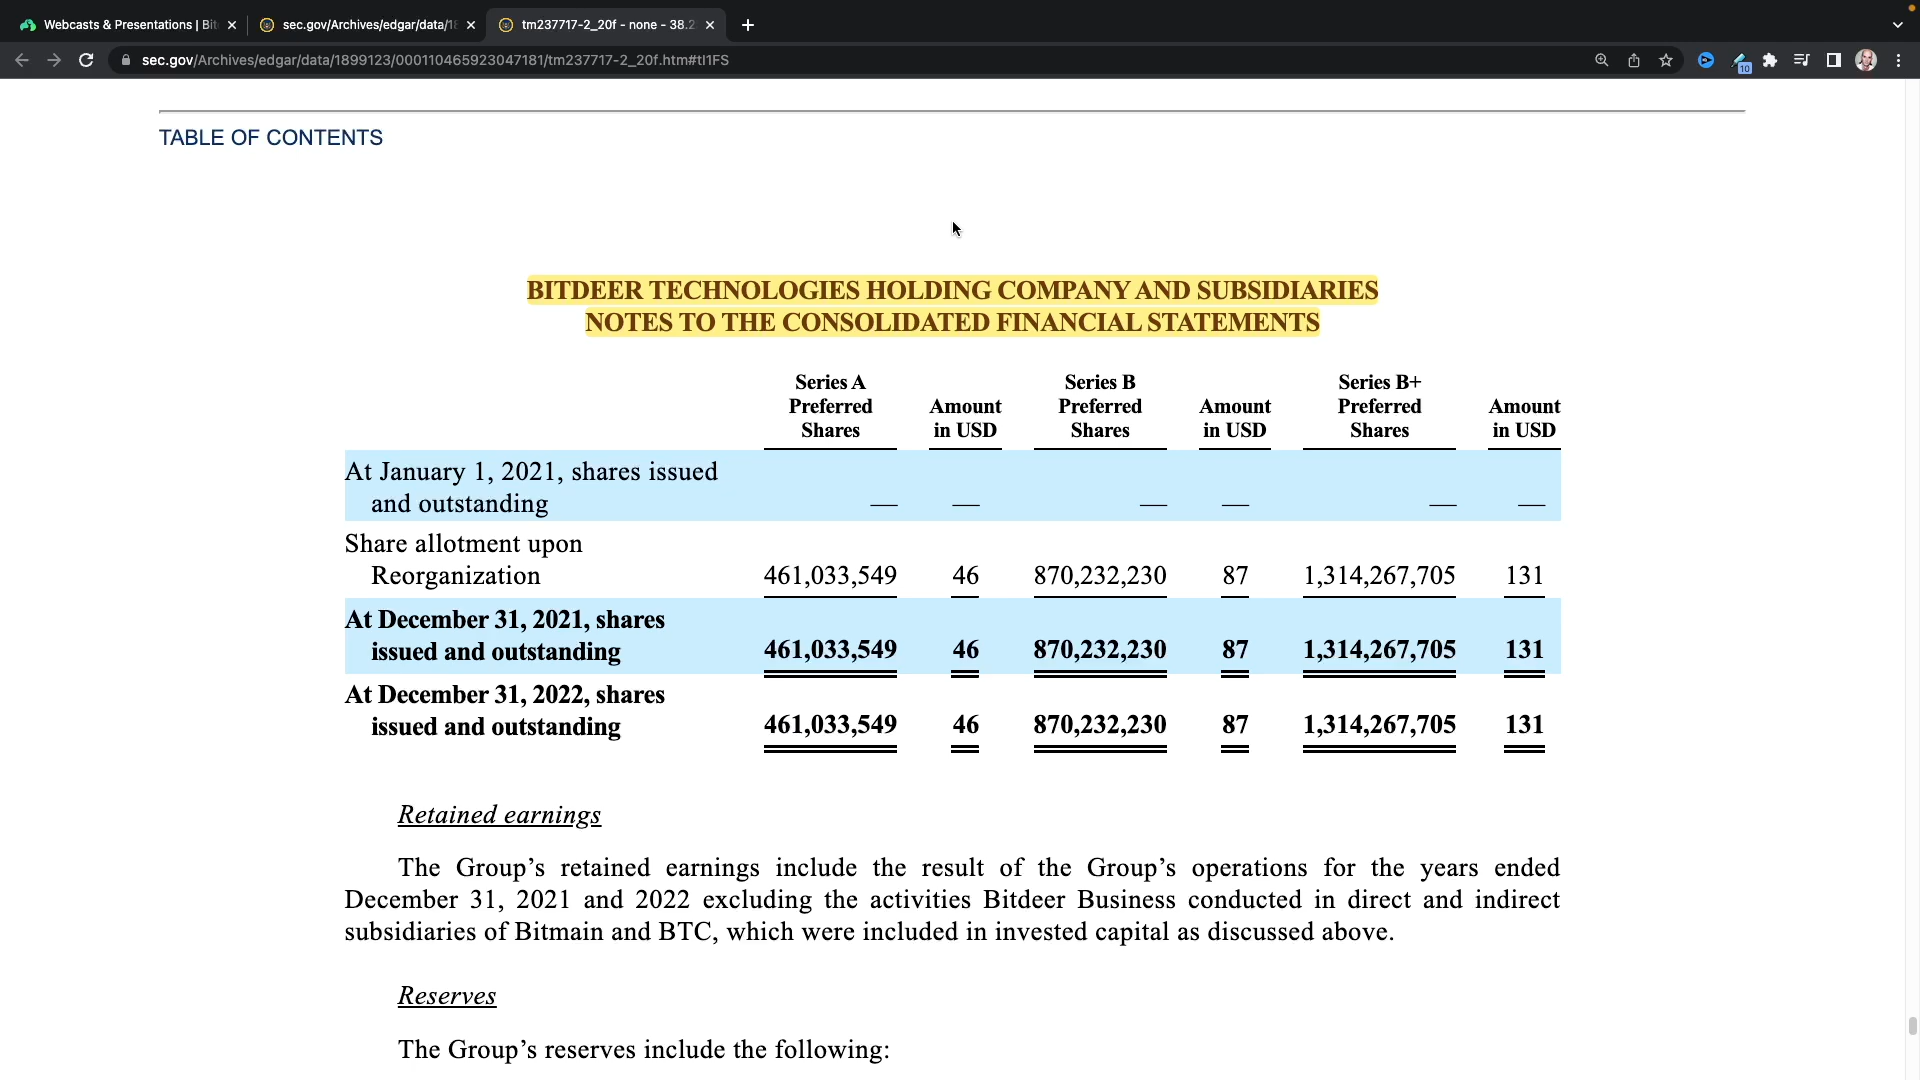 Webcasts & Presentations | Bit
sec.gov/Archives/edgar/data/18
tm237717-2_20f - none - 38.2
sec.gov/Archives/edgar/data/1899123/000110465923047181/tm237717-2_20f.htm#tI1FS
10
TABLE OF CONTENTS
BITDEER TECHNOLOGIES HOLDING COMPANY AND SUBSIDIARIES
NOTES TO THE CONSOLIDATED FINANCIAL STATEMENTS
Series A Preferred Shares Amount in USD Series B Preferred Shares Amount in USD Series B+ Preferred Shares Amount in USD
At January 1, 2021, shares issued
and outstanding — — — — — —
Share allotment upon
Reorganization 461,033,549 46 870,232,230 87 1,314,267,705 131
At December 31, 2021, shares
issued and outstanding 461,033,549 46 870,232,230 87 1,314,267,705 131
At December 31, 2022, shares
issued and outstanding 461,033,549 46 870,232,230 87 1,314,267,705 131
Retained earnings
The Group’s retained earnings include the result of the Group’s operations for the years ended
December 31, 2021 and 2022 excluding the activities Bitdeer Business conducted in direct and indirect
subsidiaries of Bitmain and BTC, which were included in invested capital as discussed above.
Reserves
The Group’s reserves include the following: